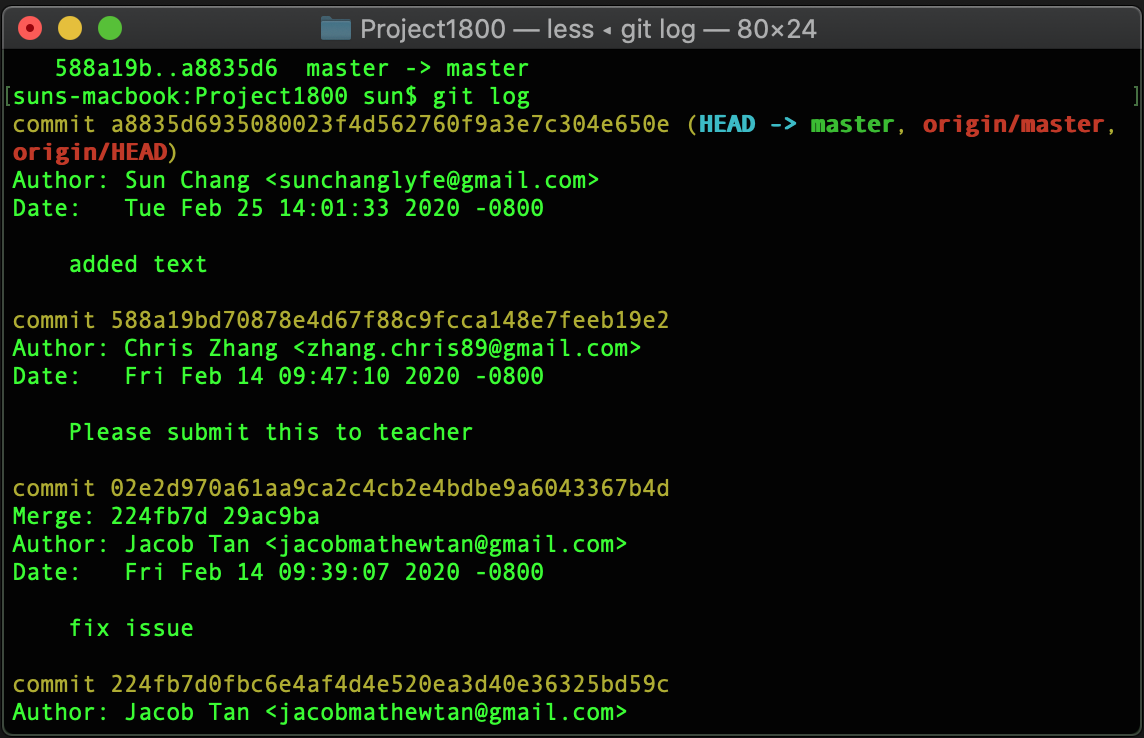 Project1800 — less ◂ git log — 80×24
588a19b..a8835d6  master -> master
[suns-macbook:Project1800 sun$ git log ]
commit a8835d6935080023f4d562760f9a3e7c304e650e (HEAD -> master, origin/master,
origin/HEAD)
Author: Sun Chang <sunchanglyfe@gmail.com>
Date:   Tue Feb 25 14:01:33 2020 -0800
added text
commit 588a19bd70878e4d67f88c9fcca148e7feeb19e2
Author: Chris Zhang <zhang.chris89@gmail.com>
Date:   Fri Feb 14 09:47:10 2020 -0800
Please submit this to teacher
commit 02e2d970a61aa9ca2c4cb2e4bdbe9a6043367b4d
Merge: 224fb7d 29ac9ba
Author: Jacob Tan <jacobmathewtan@gmail.com>
Date:   Fri Feb 14 09:39:07 2020 -0800
fix issue
commit 224fb7d0fbc6e4af4d4e520ea3d40e36325bd59c
Author: Jacob Tan <jacobmathewtan@gmail.com>